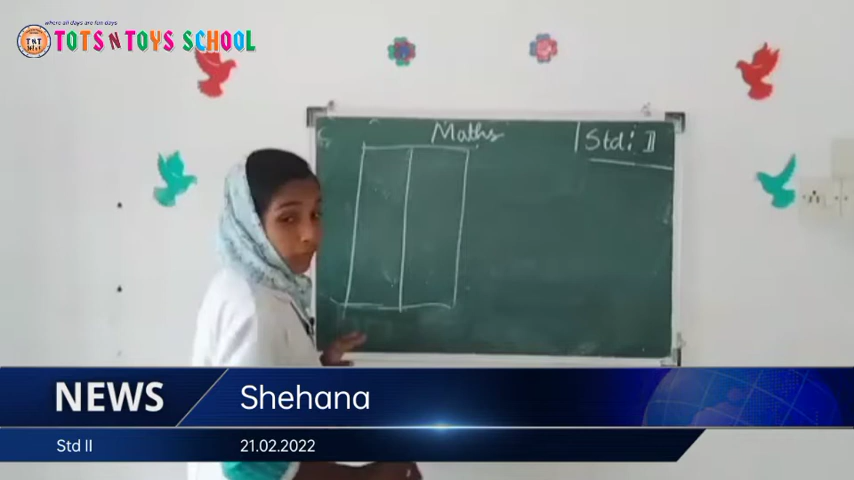 where all days are fun days
TOTS N TOYS SCHOOL
TNT
Maths
Std: II
NEWS
Shehana
Std II
21.02.2022